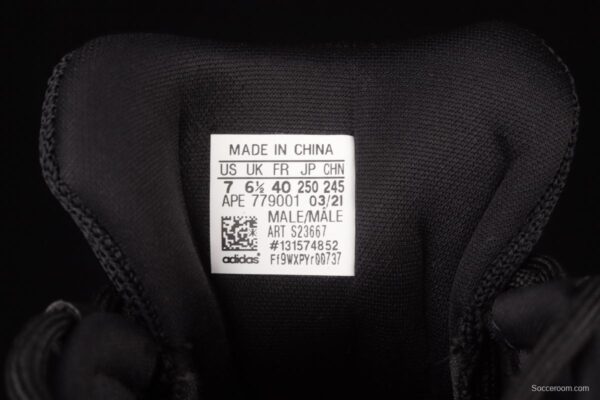 MADE IN CHINA
US UK FR JP CHN
7 6½ 40 250 245
APE 779001 03/21
MALE/MALE
ART S23667
#131574852
adidas Ff9WXPYr00737
Socceroom.com